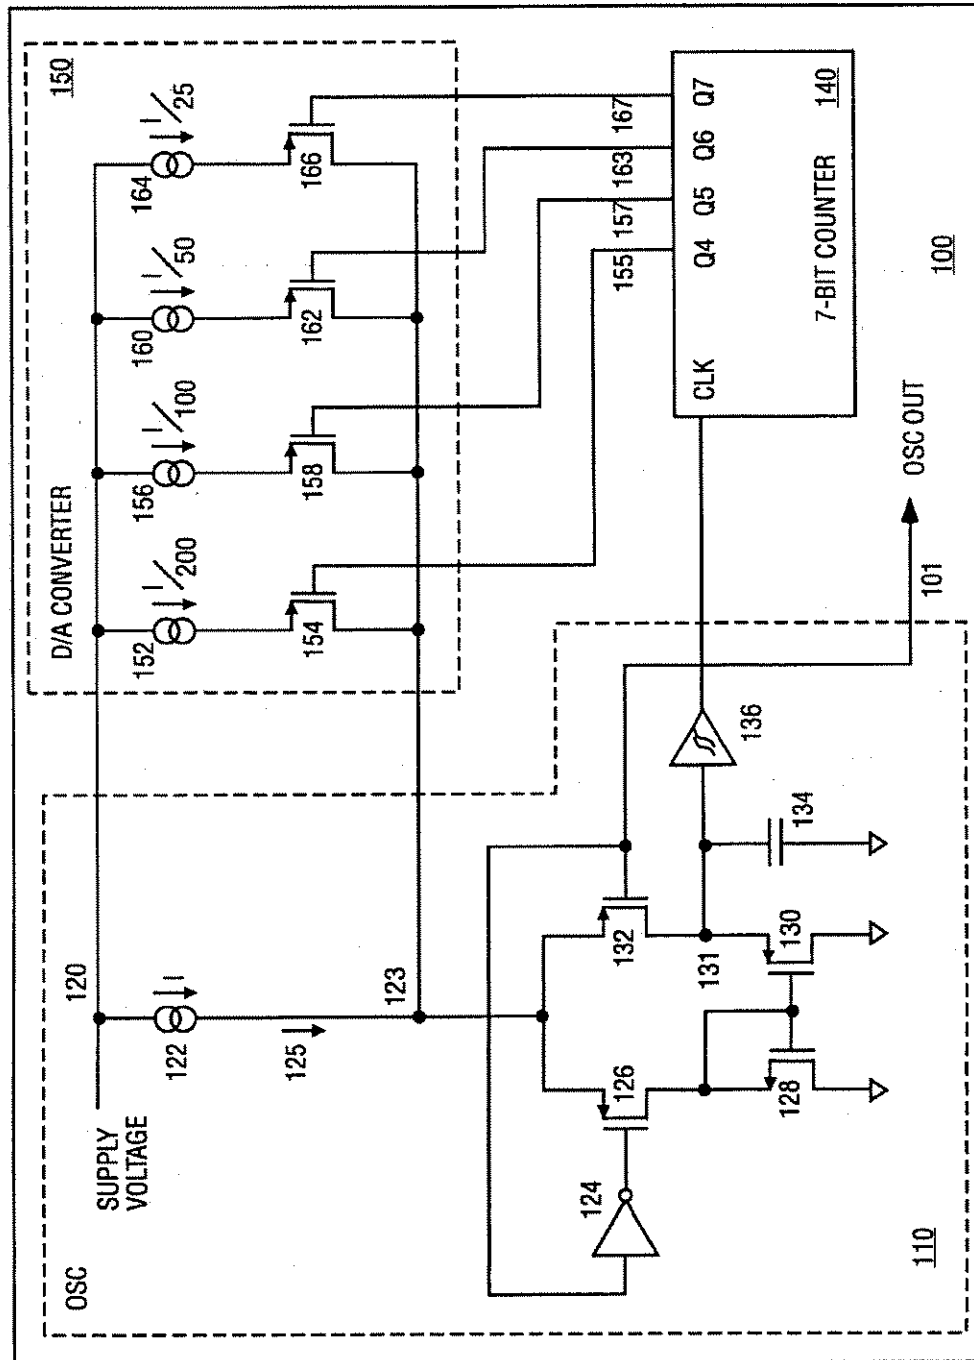 OSC
SUPPLY
VOLTAGE
120
122
I
125
123
D/A CONVERTER
150
152
I/200
156
I/100
160
I/50
164
I/25
154
158
162
166
124
126
132
128
130
131
134
136
110
101
OSC OUT
155
157
163
167
CLK
Q4
Q5
Q6
Q7
7-BIT COUNTER
140
100